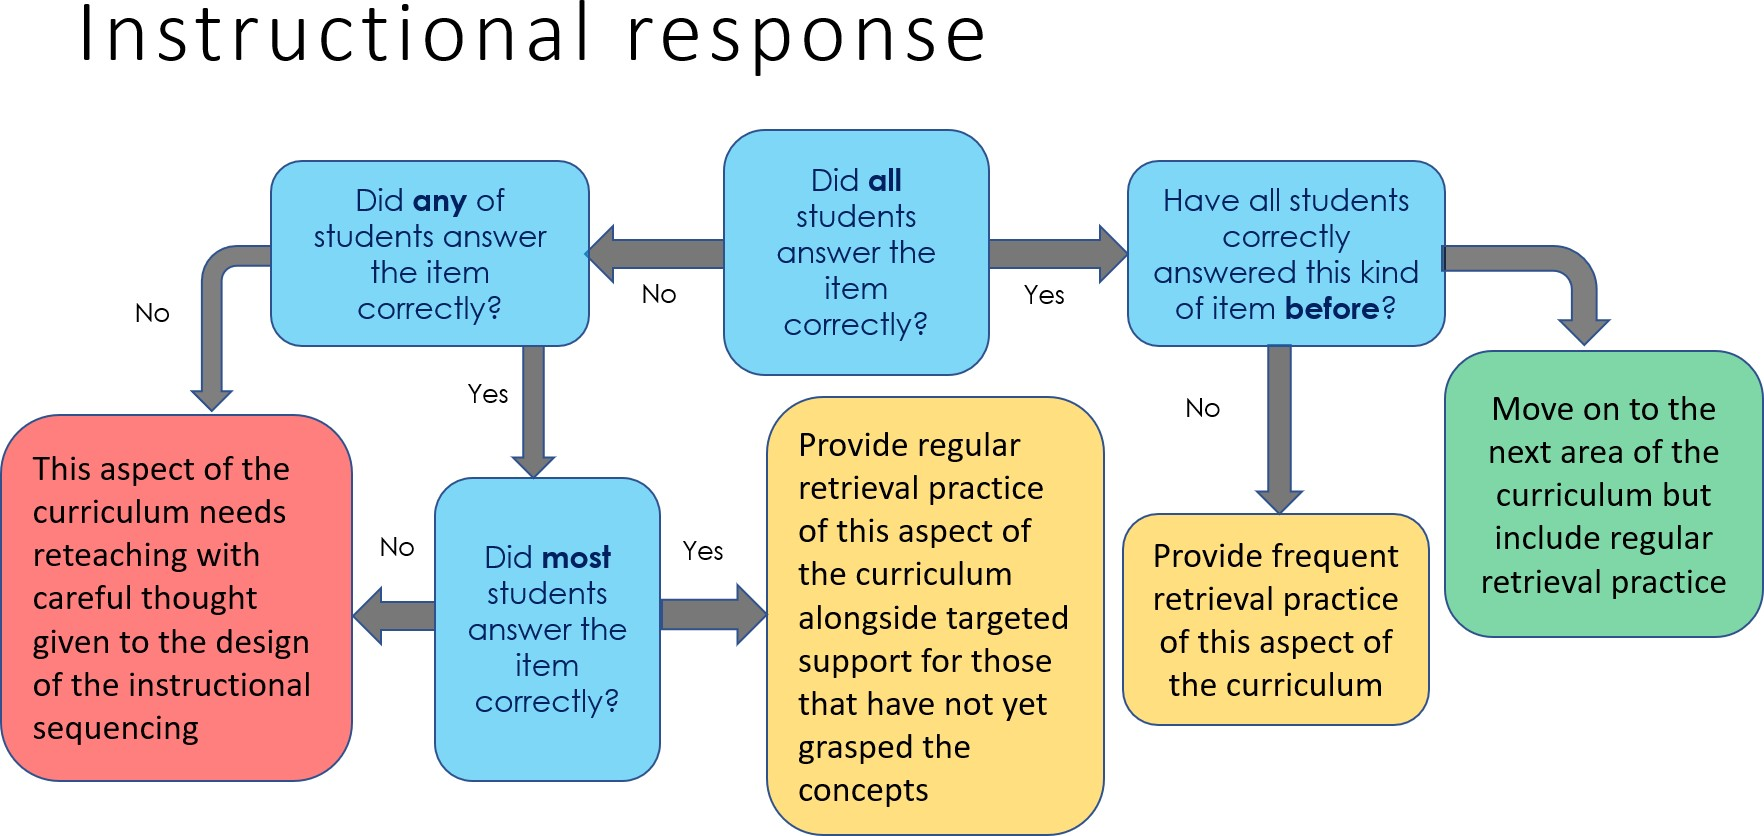 Instructional response
Did any of
students answer
the item
correctly?
Did all
students
answer the
item
correctly?
Have all students
correctly
answered this kind
of item before?
No
No
Yes
Yes
No
This aspect of the
curriculum needs
reteaching with
careful thought
given to the design
of the instructional
sequencing
No
Did most
students
answer the
item
correctly?
Yes
Provide regular
retrieval practice
of this aspect of
the curriculum
alongside targeted
support for those
that have not yet
grasped the
concepts
Provide frequent
retrieval practice
of this aspect of
the curriculum
Move on to the
next area of the
curriculum but
include regular
retrieval practice